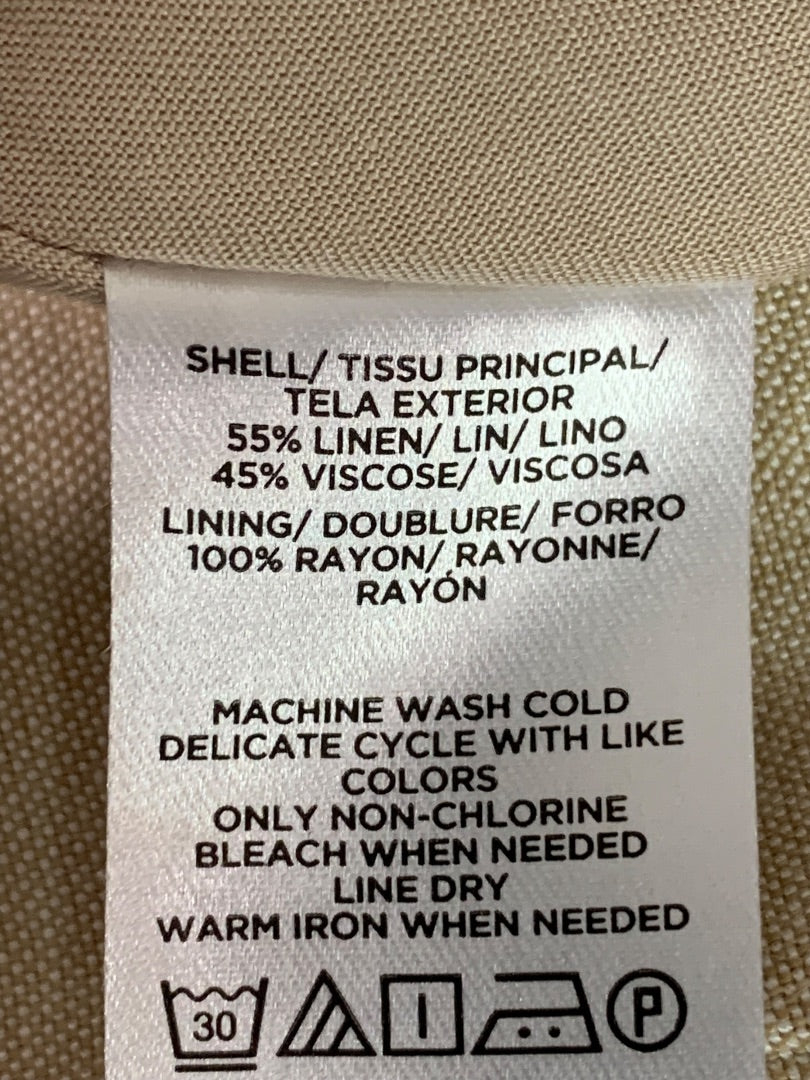 SHELL/ TISSU PRINCIPAL/
TELA EXTERIOR
55% LINEN/ LIN/ LINO
45% VISCOSE/ VISCOSA
LINING/ DOUBLURE/ FORRO
100% RAYON/ RAYONNE/
RAYÓN
MACHINE WASH COLD
DELICATE CYCLE WITH LIKE
COLORS
ONLY NON-CHLORINE
BLEACH WHEN NEEDED
LINE DRY
WARM IRON WHEN NEEDED
30 P